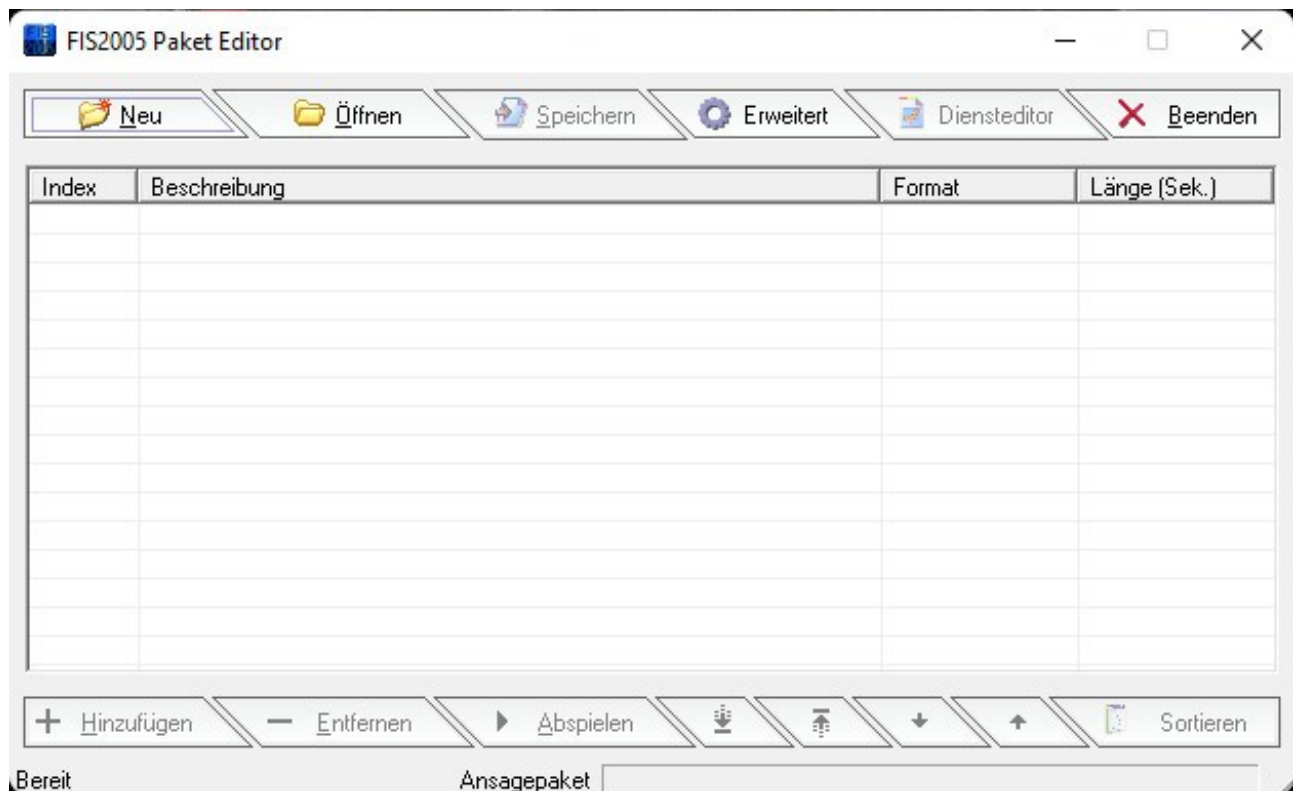 FIS2005 Paket Editor
Neu Öffnen Speichern Erweitert Diensteditor Beenden
Index Beschreibung Format Länge (Sek.)
Hinzufügen Entfernen Abspielen Sortieren
Bereit Ansagepaket